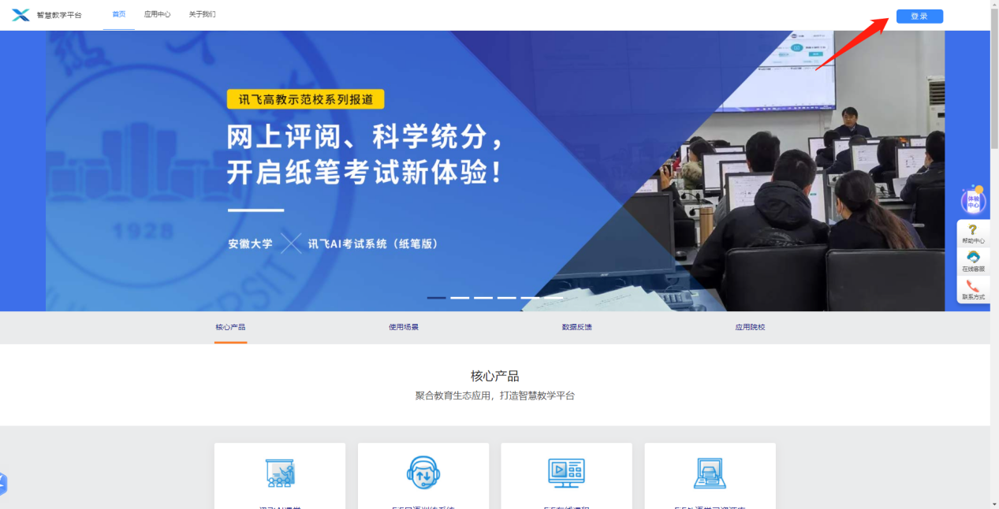 智慧教学平台
首页
应用中心
关于我们
登录
讯飞高教示范校系列报道
网上评阅、科学统分，
开启纸笔考试新体验！
安徽大学 讯飞AI考试系统（纸笔版）
1928
体验
中心
帮助中心
在线客服
联系方式
核心产品
使用场景
数据反馈
应用院校
核心产品
聚合教育生态应用，打造智慧教学平台